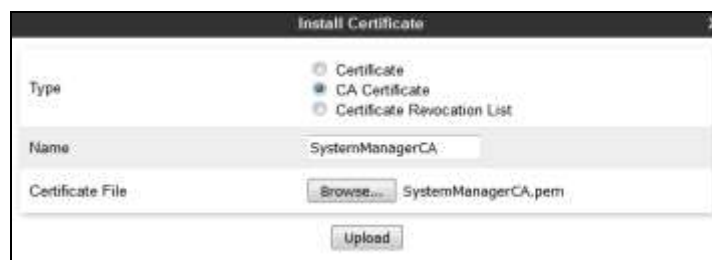 Install Certificate
Type
Certificate
CA Certificate
Certificate Revocation List
Name
SystemManagerCA
Certificate File
Browse... SystemManagerCA.pem
Upload